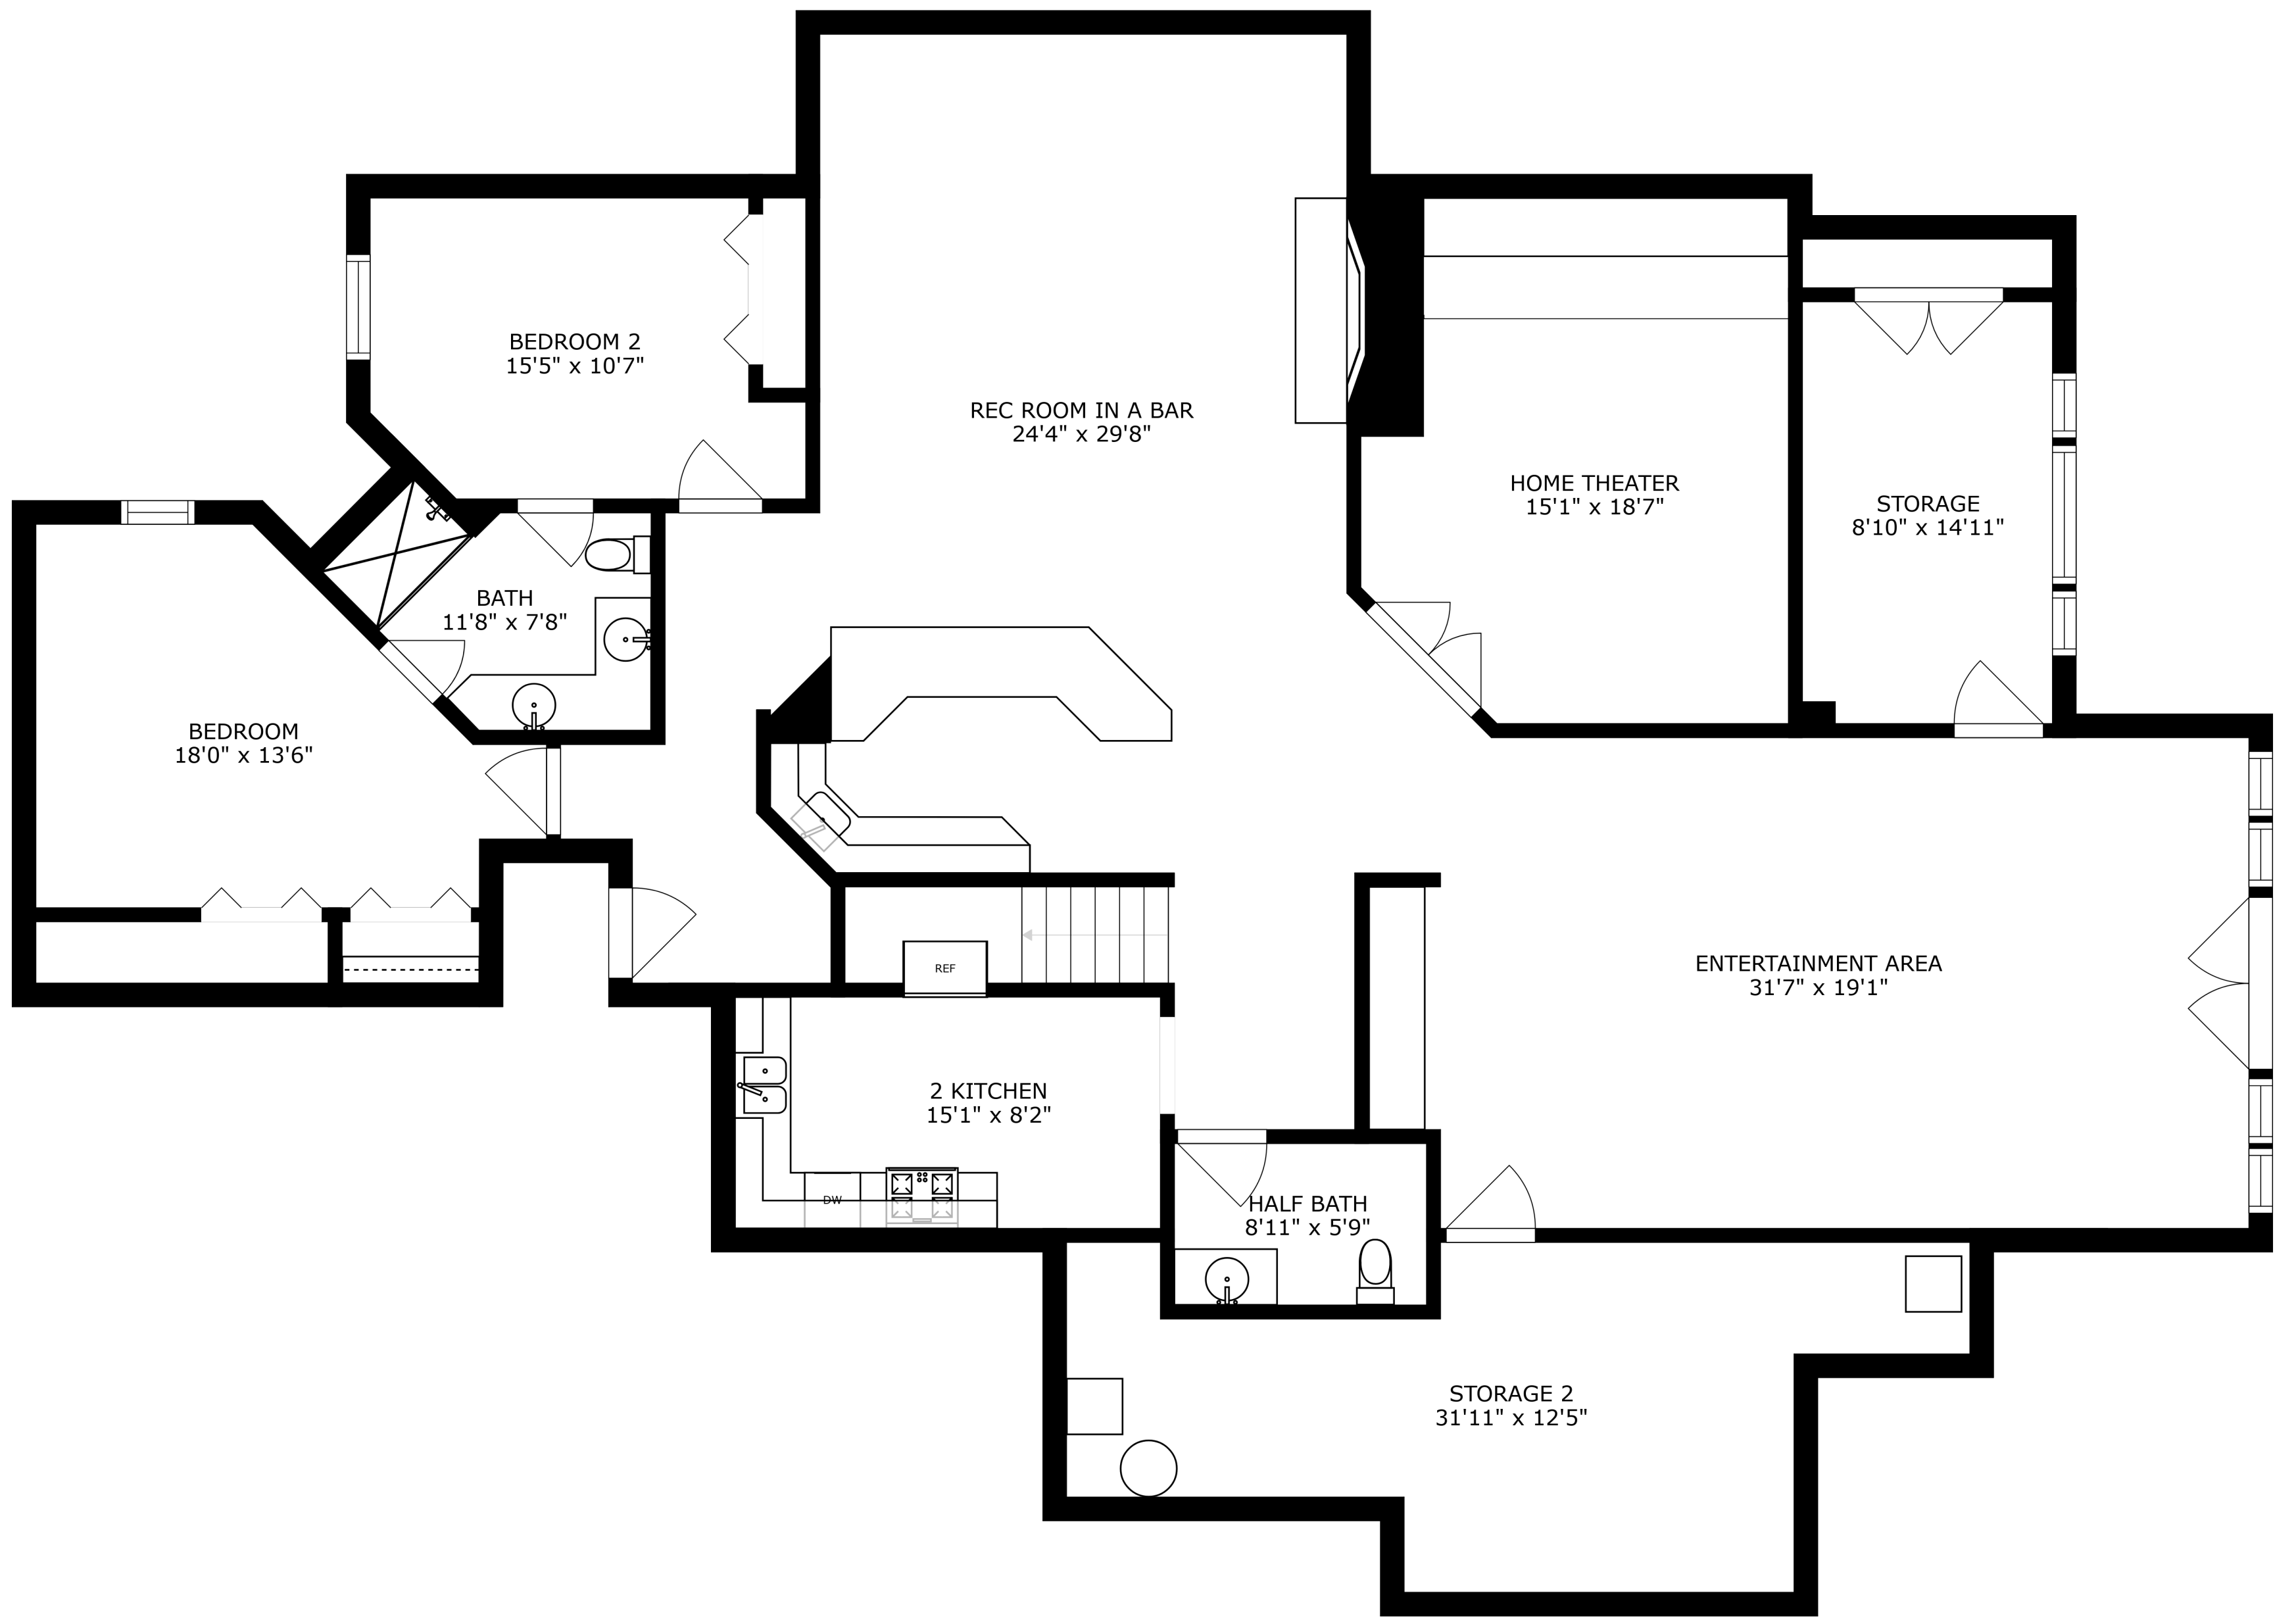 BEDROOM 2
15'5" x 10'7"
REC ROOM IN A BAR
24'4" x 29'8"
HOME THEATER
15'1" x 18'7"
STORAGE
8'10" x 14'11"
BATH
11'8" x 7'8"
BEDROOM
18'0" x 13'6"
REF
ENTERTAINMENT AREA
31'7" x 19'1"
2 KITCHEN
15'1" x 8'2"
DW
HALF BATH
8'11" x 5'9"
STORAGE 2
31'11" x 12'5"